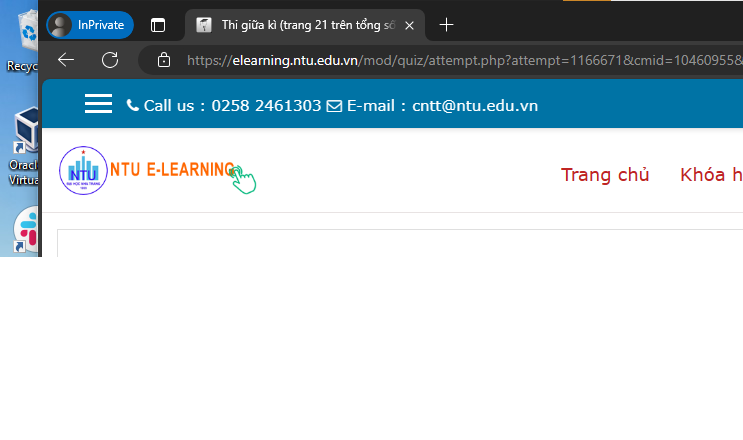 InPrivate
Thi giữa kì (trang 21 trên tổng số
https://elearning.ntu.edu.vn/mod/quiz/attempt.php?attempt=1166671&cmid=10460955&
Recyc
Call us : 0258 2461303 E-mail : cntt@ntu.edu.vn
Oracl
Virtua
NTU
NTU E-LEARNING
Trang chủ Khóa h